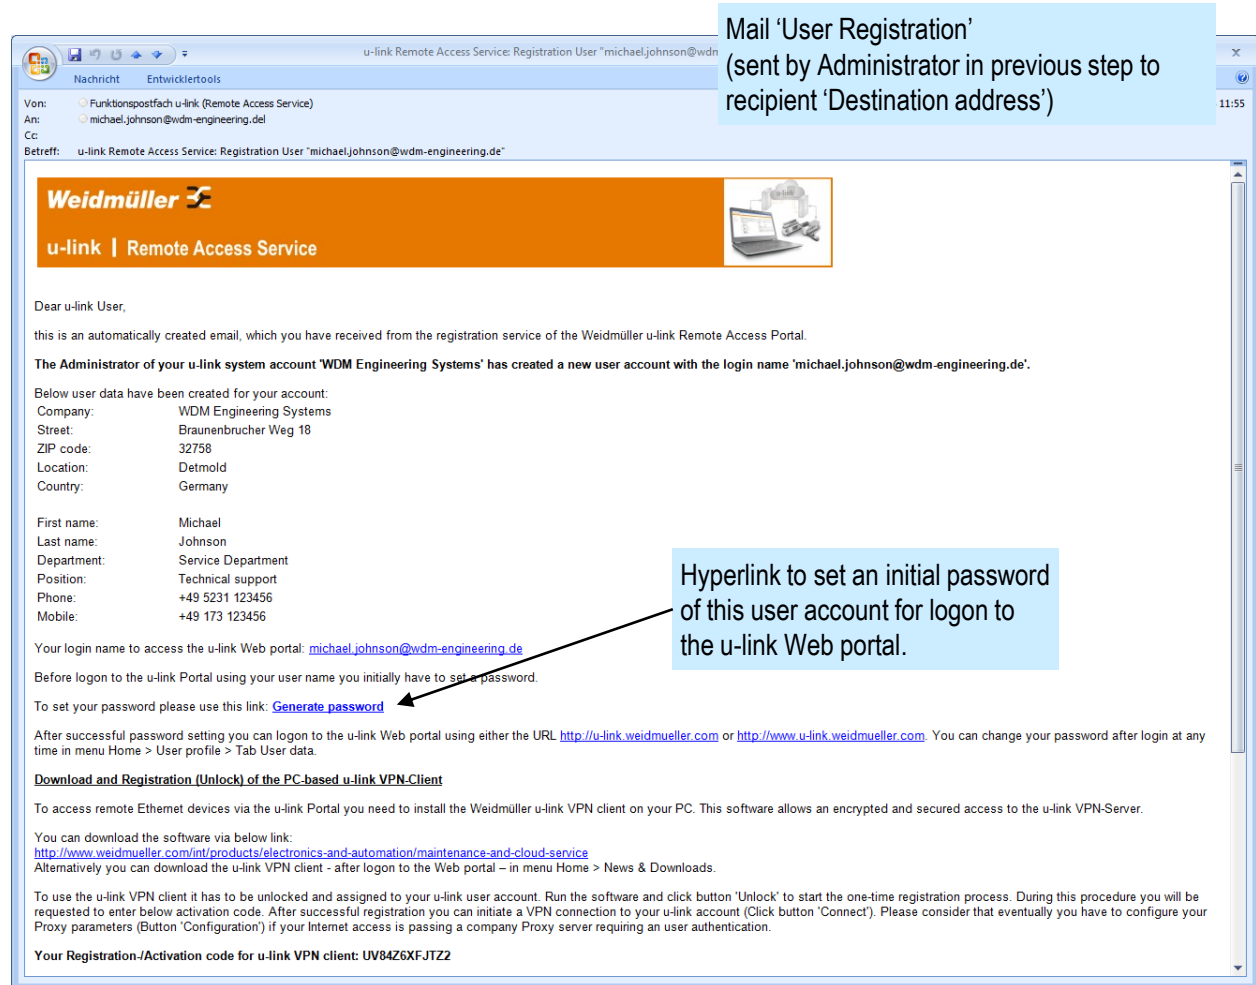 Mail ‘User Registration’
(sent by Administrator in previous step to
recipient ‘Destination address’)
u-link Remote Access Service: Registration User "michael.johnson@wdm
Nachricht Entwicklertools
Von: Funktionspostfach u-link (Remote Access Service)
11:55
An: michael.johnson@wdm-engineering.del
Cc:
Betreff: u-link Remote Access Service: Registration User "michael.johnson@wdm-engineering.de"
Weidmüller
u-link | Remote Access Service
u-link
Dear u-link User,
this is an automatically created email, which you have received from the registration service of the Weidmüller u-link Remote Access Portal.
The Administrator of your u-link system account 'WDM Engineering Systems' has created a new user account with the login name 'michael.johnson@wdm-engineering.de'.
Below user data have been created for your account:
Company: WDM Engineering Systems
Street: Braunenbrucher Weg 18
ZIP code: 32758
Location: Detmold
Country: Germany
First name: Michael
Last name: Johnson
Department: Service Department
Position: Technical support
Phone: +49 5231 123456
Mobile: +49 173 123456
Hyperlink to set an initial password
of this user account for logon to
the u-link Web portal.
Your login name to access the u-link Web portal: michael.johnson@wdm-engineering.de
Before logon to the u-link Portal using your user name you initially have to set a password.
To set your password please use this link: Generate password
After successful password setting you can logon to the u-link Web portal using either the URL http://u-link.weidmueller.com or http://www.u-link.weidmueller.com. You can change your password after login at any
time in menu Home > User profile > Tab User data.
Download and Registration (Unlock) of the PC-based u-link VPN-Client
To access remote Ethernet devices via the u-link Portal you need to install the Weidmüller u-link VPN client on your PC. This software allows an encrypted and secured access to the u-link VPN-Server.
You can download the software via below link:
http://www.weidmueller.com/int/products/electronics-and-automation/maintenance-and-cloud-service
Alternatively you can download the u-link VPN client - after logon to the Web portal – in menu Home > News & Downloads.
To use the u-link VPN client it has to be unlocked and assigned to your u-link user account. Run the software and click button 'Unlock' to start the one-time registration process. During this procedure you will be
requested to enter below activation code. After successful registration you can initiate a VPN connection to your u-link account (Click button 'Connect'). Please consider that eventually you have to configure your
Proxy parameters (Button 'Configuration') if your Internet access is passing a company Proxy server requiring an user authentication.
Your Registration-/Activation code for u-link VPN client: UV84Z6XFJTZ2